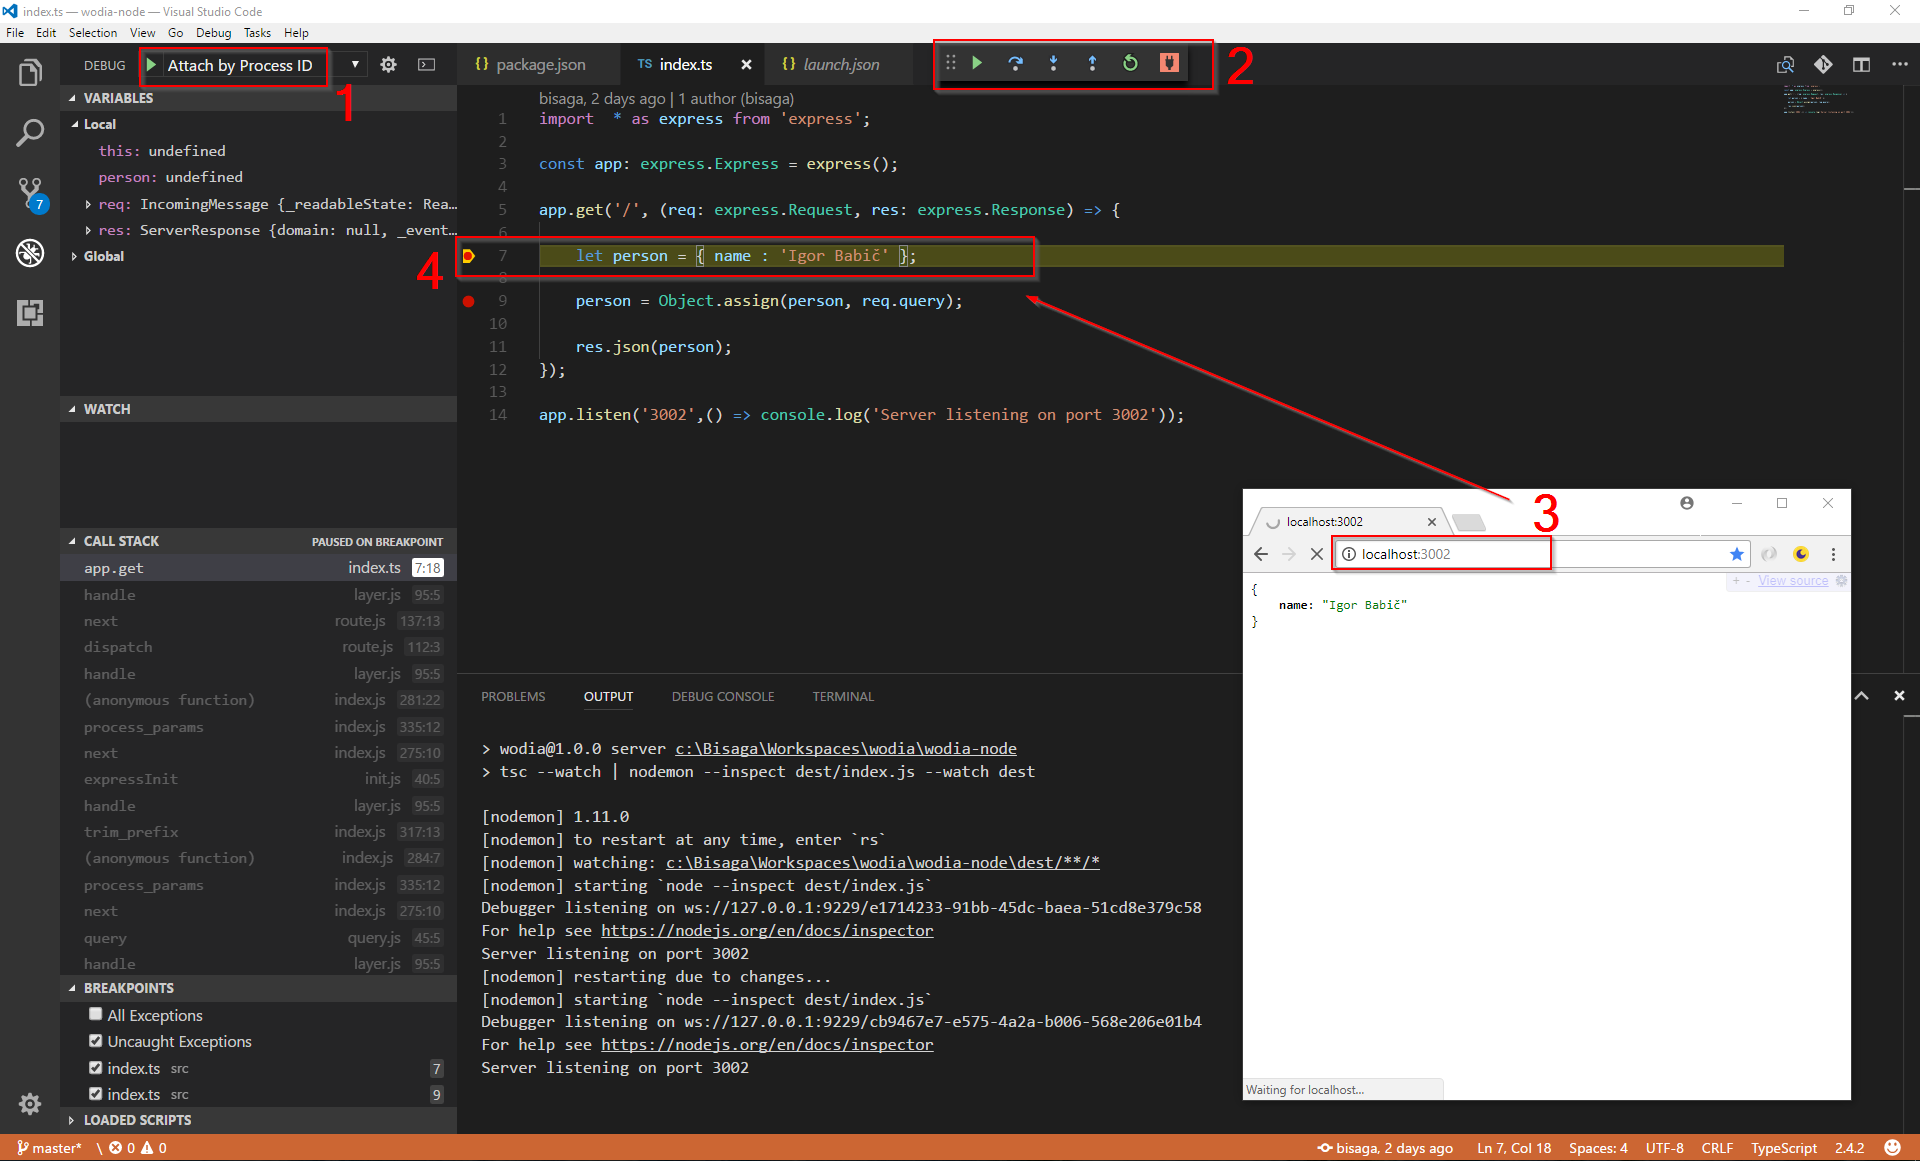 index.ts — wodia-node — Visual Studio Code
File Edit Selection View Go Debug Tasks Help
DEBUG Attach by Process ID
1
package.json
TS index.ts
launch.json
2
VARIABLES
Local
this: undefined
person: undefined
req: IncomingMessage {_readableState: Rea…
res: ServerResponse {domain: null, _event…
Global
WATCH
CALL STACK PAUSED ON BREAKPOINT
app.get index.ts 7:18
handle layer.js 95:5
next route.js 137:13
dispatch route.js 112:3
handle layer.js 95:5
(anonymous function) index.js 281:22
process_params index.js 335:12
next index.js 275:10
expressInit init.js 40:5
handle layer.js 95:5
trim_prefix index.js 317:13
(anonymous function) index.js 284:7
process_params index.js 335:12
next index.js 275:10
query query.js 45:5
handle layer.js 95:5
BREAKPOINTS
All Exceptions
Uncaught Exceptions
index.ts src 7
index.ts src 9
LOADED SCRIPTS
7
bisaga, 2 days ago | 1 author (bisaga)
1 import * as express from 'express';
2
3 const app: express.Express = express();
4
5 app.get('/', (req: express.Request, res: express.Response) => {
6
4
7 let person = { name : 'Igor Babič' };
8
9 person = Object.assign(person, req.query);
10
11 res.json(person);
12 });
13
14 app.listen('3002',() => console.log('Server listening on port 3002'));
PROBLEMS OUTPUT DEBUG CONSOLE TERMINAL
> wodia@1.0.0 server c:\Bisaga\Workspaces\wodia\wodia-node
> tsc --watch | nodemon --inspect dest/index.js --watch dest
[nodemon] 1.11.0
[nodemon] to restart at any time, enter `rs`
[nodemon] watching: c:\Bisaga\Workspaces\wodia\wodia-node\dest/**/*
[nodemon] starting `node --inspect dest/index.js`
Debugger listening on ws://127.0.0.1:9229/e1714233-91bb-45dc-baea-51cd8e379c58
For help see https://nodejs.org/en/docs/inspector
Server listening on port 3002
[nodemon] restarting due to changes...
[nodemon] starting `node --inspect dest/index.js`
Debugger listening on ws://127.0.0.1:9229/cb9467e7-e575-4a2a-b006-568e206e01b4
For help see https://nodejs.org/en/docs/inspector
Server listening on port 3002
3
localhost:3002
localhost:3002
+ - View source
{
name: "Igor Babič"
}
Waiting for localhost...
master* \ 0 0
bisaga, 2 days ago Ln 7, Col 18 Spaces: 4 UTF-8 CRLF TypeScript 2.4.2